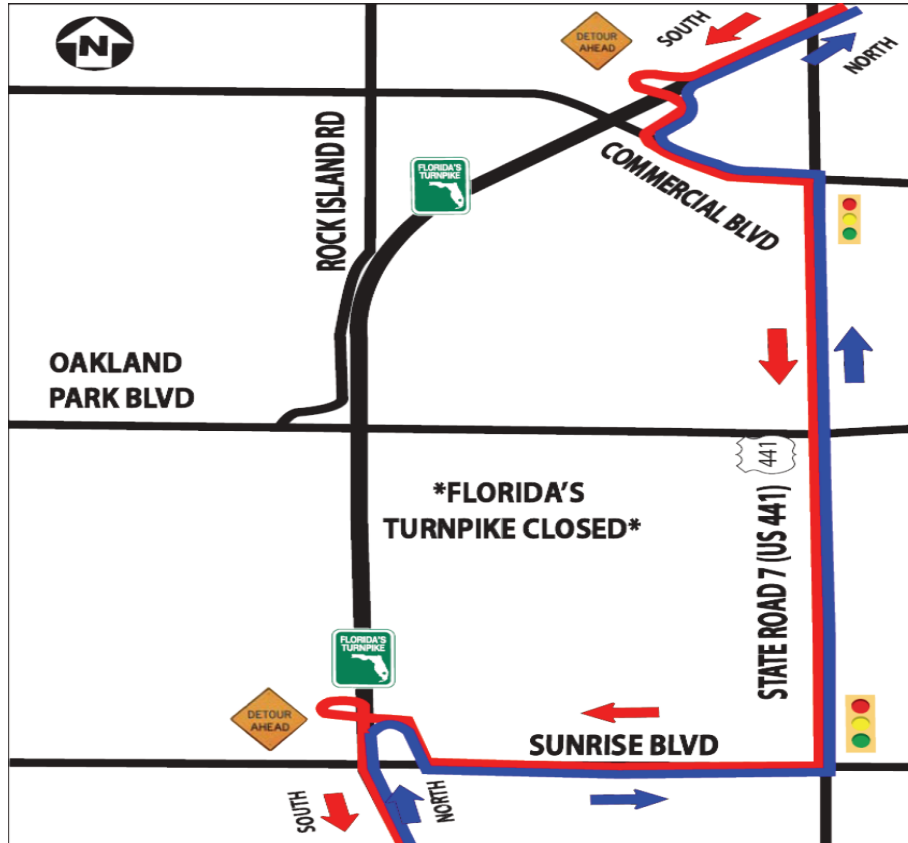 N
DETOUR
AHEAD
SOUTH
NORTH
ROCK ISLAND RD
FLORIDA'S
TURNPIKE
COMMERCIAL BLVD
OAKLAND
PARK BLVD
*FLORIDA'S
TURNPIKE CLOSED*
441
STATE ROAD 7 (US 441)
FLORIDA'S
TURNPIKE
DETOUR
AHEAD
SUNRISE BLVD
SOUTH
NORTH